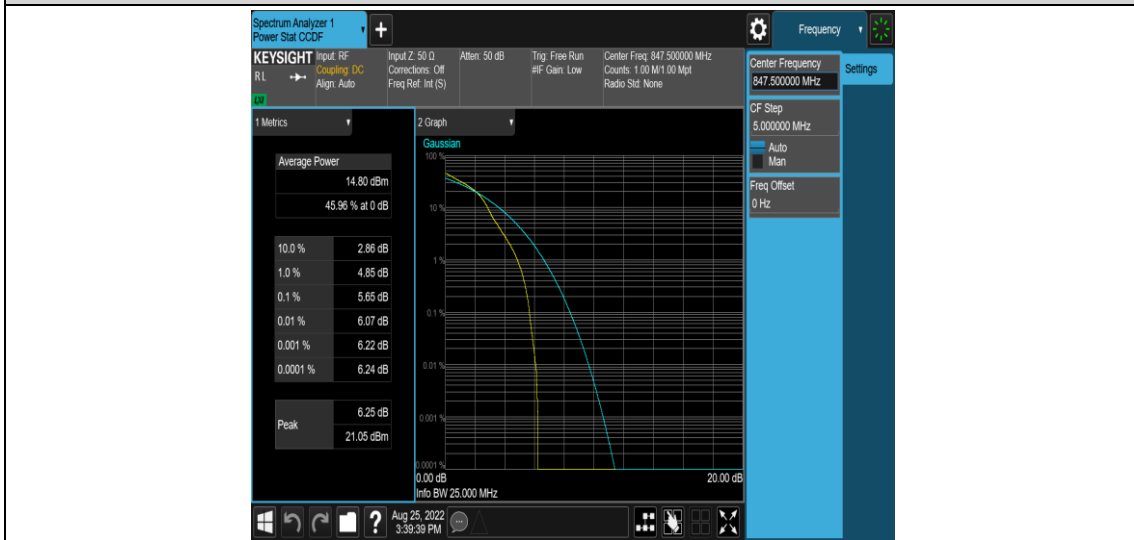 Spectrum Analyzer 1
Power Stat CCDF
Frequency
KEYSIGHT
RL
LXI
Input: RF
Coupling: DC
Align: Auto
Input Z: 50 Ω
Corrections: Off
Freq Ref: Int (S)
Atten: 50 dB
Trig: Free Run
#IF Gain: Low
Center Freq: 847.500000 MHz
Counts: 1.00 M/1.00 Mpt
Radio Std: None
Center Frequency
847.500000 MHz
Settings
CF Step
5.000000 MHz
Auto
Man
Freq Offset
0 Hz
1 Metrics
Average Power
14.80 dBm
45.96 % at 0 dB
10.0 % 2.86 dB
1.0 % 4.85 dB
0.1 % 5.65 dB
0.01 % 6.07 dB
0.001 % 6.22 dB
0.0001 % 6.24 dB
Peak
6.25 dB
21.05 dBm
2 Graph
Gaussian
100 %
10 %
1 %
0.1 %
0.01 %
0.001 %
0.0001 %
0.00 dB 20.00 dB
Info BW 25.000 MHz
?
Aug 25, 2022
3:39:39 PM